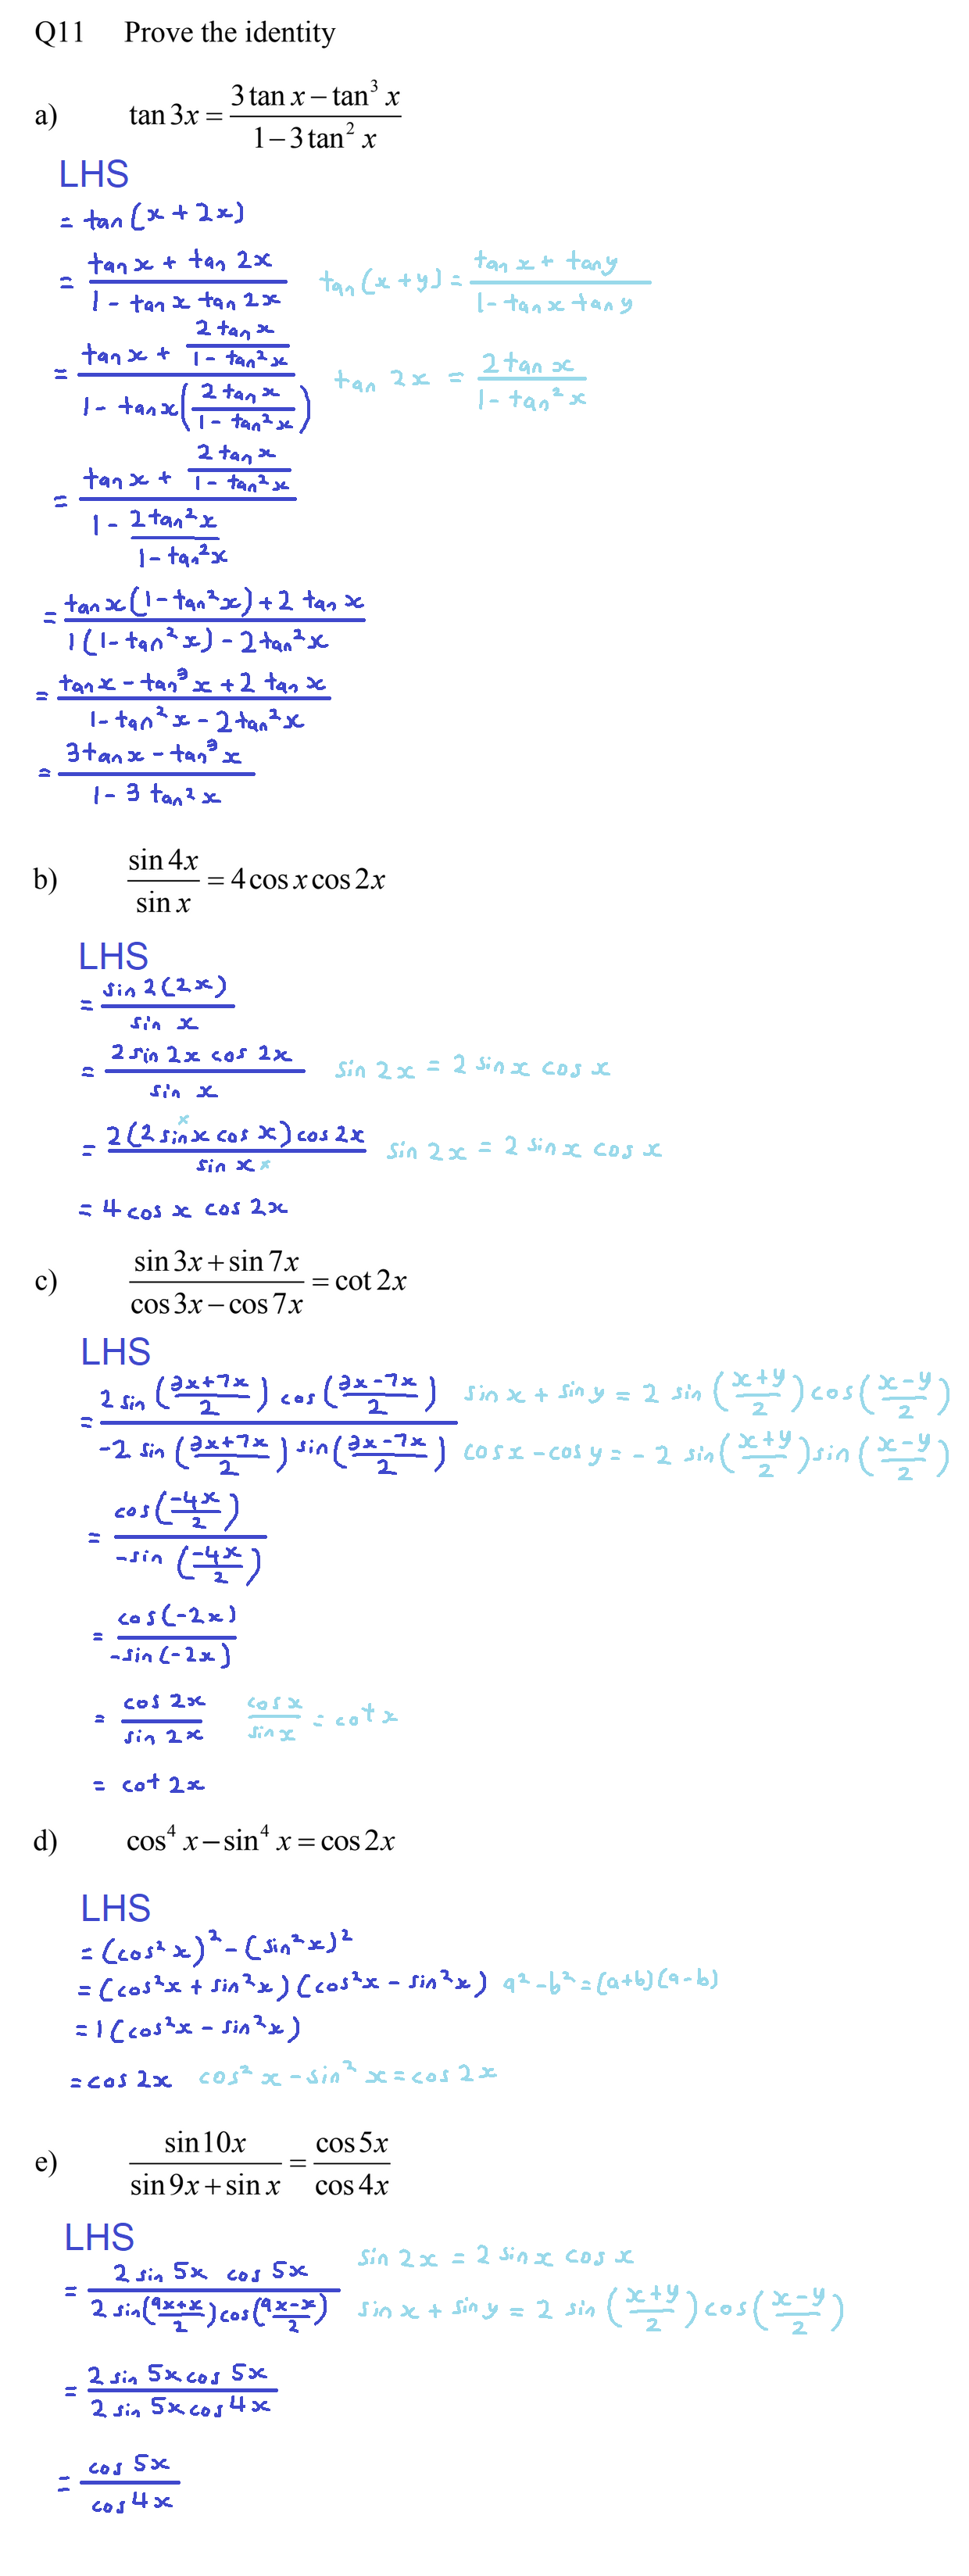 Q11 Prove the identity
a) tan 3x = (3 tan x − tan³ x)/(1 − 3 tan² x)
LHS
= tan (x + 2x)
= (tan x + tan 2x)/(1 - tan x tan 2x) tan (x + y) = (tan x + tan y)/(1 - tan x tan y)
= (tan x + (2 tan x)/(1 - tan² x))/(1 - tan x((2 tan x)/(1 - tan² x))) tan 2x = (2 tan x)/(1 - tan² x)
= (tan x + (2 tan x)/(1 - tan² x))/(1 - (2 tan² x)/(1 - tan² x))
= (tan x (1 - tan² x) + 2 tan x)/(1 (1 - tan² x) - 2 tan² x)
= (tan x - tan³ x + 2 tan x)/(1 - tan² x - 2 tan² x)
= (3 tan x - tan³ x)/(1 - 3 tan² x)
b) (sin 4x)/(sin x) = 4 cos x cos 2x
LHS
= (sin 2(2x))/(sin x)
= (2 sin 2x cos 2x)/(sin x) sin 2x = 2 sin x cos x
= (2 (2 sin x cos x) cos 2x)/(sin x) sin 2x = 2 sin x cos x
= 4 cos x cos 2x
c) (sin 3x + sin 7x)/(cos 3x − cos 7x) = cot 2x
LHS
= (2 sin ((3x+7x)/2) cos ((3x-7x)/2))/(-2 sin ((3x+7x)/2) sin ((3x-7x)/2)) sin x + sin y = 2 sin ((x+y)/2) cos ((x-y)/2)
cos x - cos y = - 2 sin ((x+y)/2) sin ((x-y)/2)
= (cos (-4x/2))/(-sin (-4x/2))
= (cos (-2x))/(-sin (-2x))
= (cos 2x)/(sin 2x) (cos x)/(sin x) = cot x
= cot 2x
d) cos⁴ x − sin⁴ x = cos 2x
LHS
= (cos² x)² - (sin² x)²
= (cos² x + sin² x) (cos² x - sin² x) a² - b² = (a+b) (a-b)
= 1 (cos² x - sin² x)
= cos 2x cos² x - sin² x = cos 2x
e) (sin 10x)/(sin 9x + sin x) = (cos 5x)/(cos 4x)
LHS
= (2 sin 5x cos 5x)/(2 sin ((9x+x)/2) cos ((9x-x)/2)) sin 2x = 2 sin x cos x
sin x + sin y = 2 sin ((x+y)/2) cos ((x-y)/2)
= (2 sin 5x cos 5x)/(2 sin 5x cos 4x)
= (cos 5x)/(cos 4x)